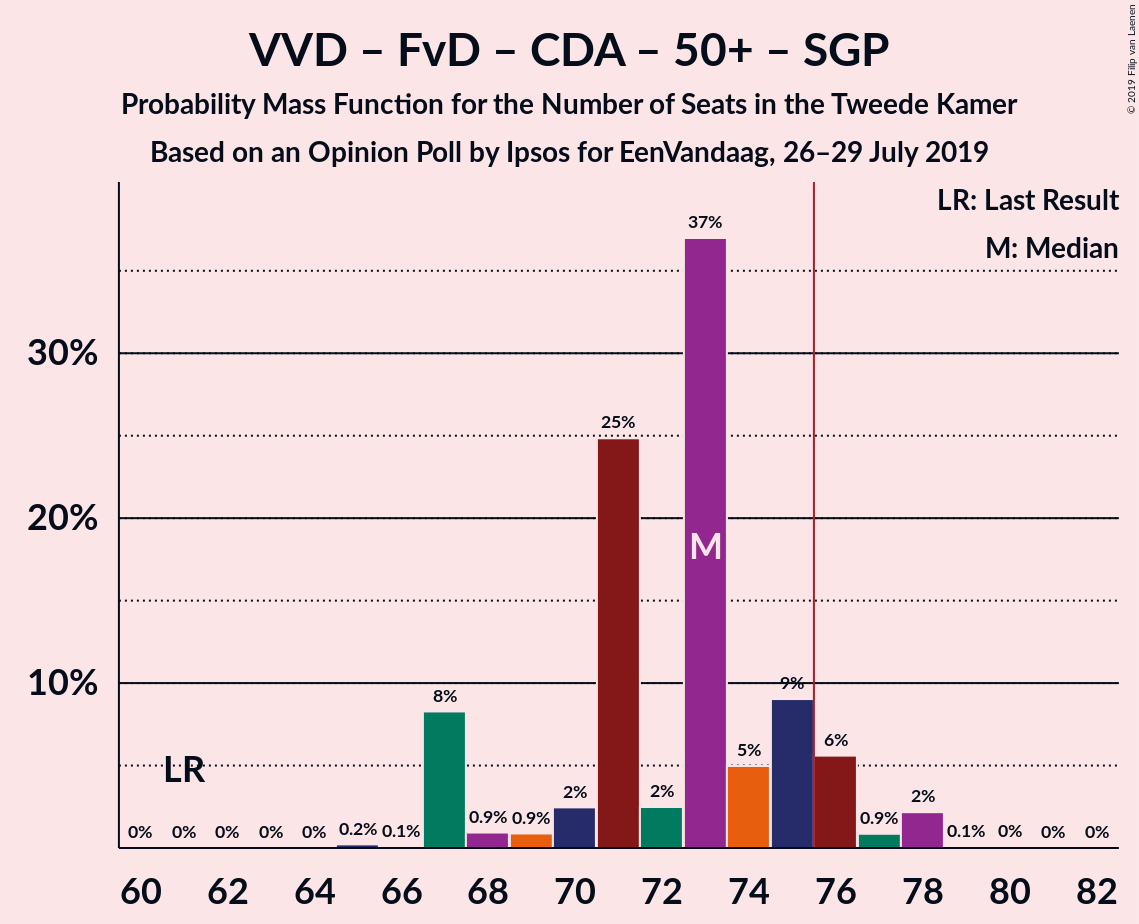 VVD – FvD – CDA – 50+ – SGP
Probability Mass Function for the Number of Seats in the Tweede Kamer
Based on an Opinion Poll by Ipsos for EenVandaag, 26–29 July 2019
© 2019 Filip van Laenen
LR: Last Result
M: Median
30%
20%
10%
LR
M
0% 0% 0% 0% 0% 0.2% 0.1% 8% 0.9% 0.9% 2% 25% 2% 37% 5% 9% 6% 0.9% 2% 0.1% 0% 0% 0%
60 62 64 66 68 70 72 74 76 78 80 82